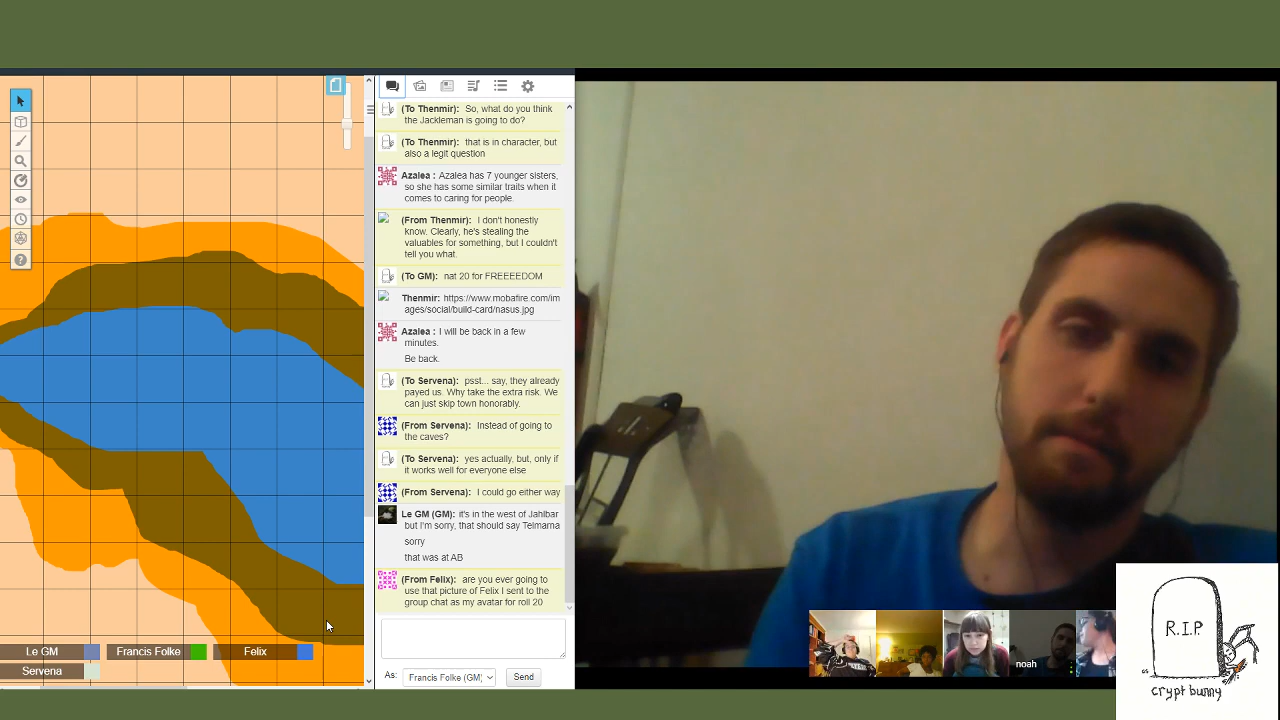 (To Thenmir): So, what do you think
the Jackleman is going to do?
(To Thenmir): that is in character, but
also a legit question
Azalea : Azalea has 7 younger sisters,
so she has some similar traits when it
comes to caring for people.
(From Thenmir): I don't honestly
know. Clearly, he's stealing the
valuables for something, but I couldn't
tell you what.
(To GM): nat 20 for FREEEEDOM
Thenmir: https://www.mobafire.com/im
ages/social/build-card/nasus.jpg
Azalea : I will be back in a few
minutes.
Be back.
(To Servena): psst... say, they already
payed us. Why take the extra risk. We
can just skip town honorably.
(From Servena): Instead of going to
the caves?
(To Servena): yes actually, but, only if
it works well for everyone else
(From Servena): I could go either way
Le GM (GM): it's in the west of Jahlbar
but I'm sorry, that should say Telmarna
sorry
that was at AB
(From Felix): are you ever going to
use that picture of Felix I sent to the
group chat as my avatar for roll 20
As: Francis Folke (GM) Send
Le GM Francis Folke Felix
Servena
noah
R.I.P.
crypt bunny